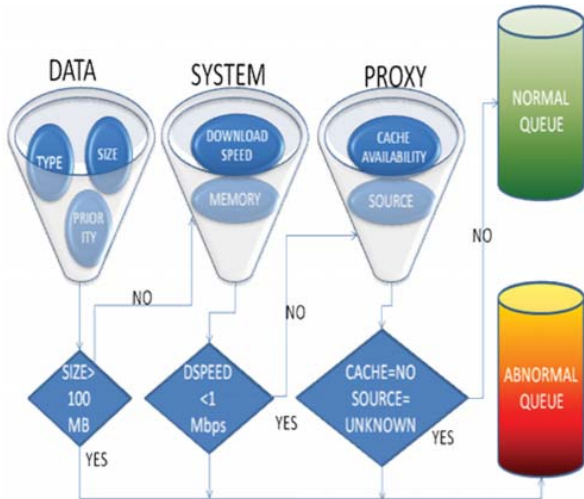 DATA
SYSTEM
PROXY
NORMAL
QUEUE
TYPE
SIZE
PRIOR
ITY
DOWNLOAD
SPEED
MEMORY
CACHE
AVAILABILITY
SOURCE
NO
NO
NO
SIZE>
100
MB
YES
DSPEED
<1
Mbps
YES
CACHE=NO
SOURCE=
UNKNOWN
YES
ABNORMAL
QUEUE